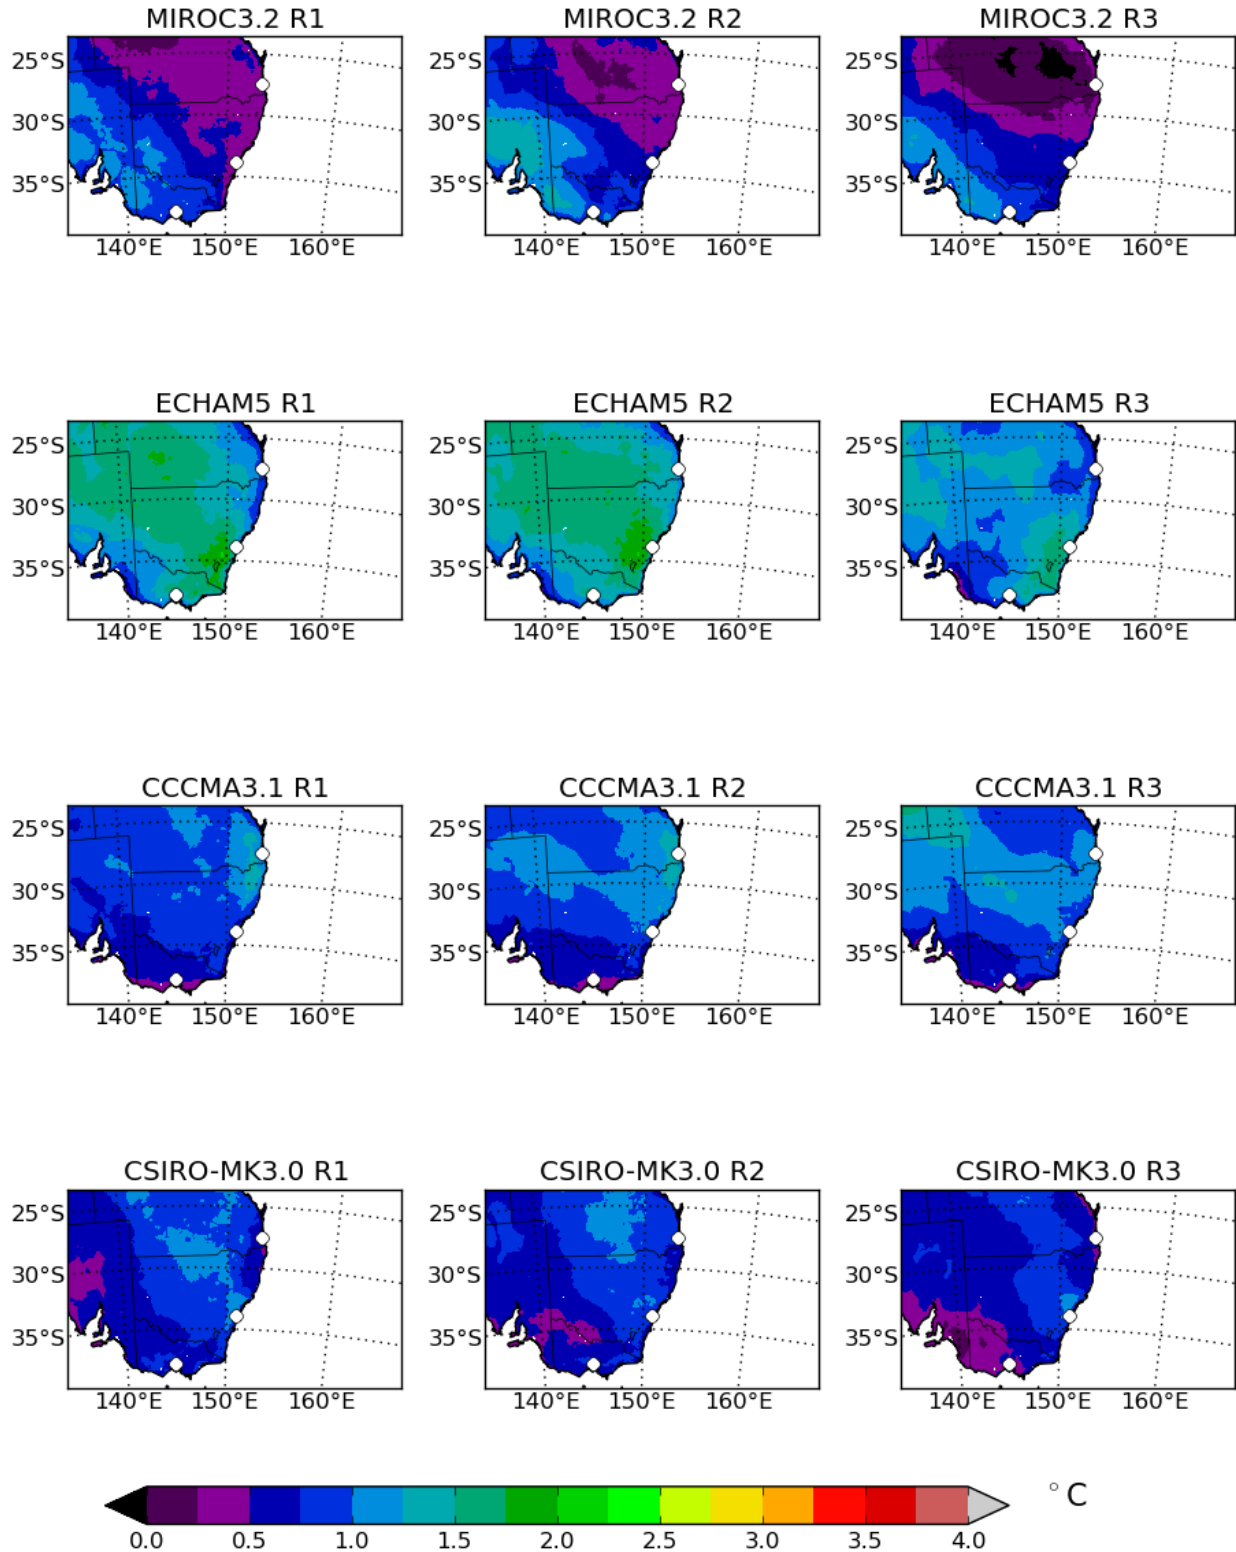 MIROC3.2 R1 MIROC3.2 R2 MIROC3.2 R3
25°S 25°S 25°S
30°S 30°S 30°S
35°S 35°S 35°S
140°E 150°E 160°E 140°E 150°E 160°E 140°E 150°E 160°E
ECHAM5 R1 ECHAM5 R2 ECHAM5 R3
25°S 25°S 25°S
30°S 30°S 30°S
35°S 35°S 35°S
140°E 150°E 160°E 140°E 150°E 160°E 140°E 150°E 160°E
CCCMA3.1 R1 CCCMA3.1 R2 CCCMA3.1 R3
25°S 25°S 25°S
30°S 30°S 30°S
35°S 35°S 35°S
140°E 150°E 160°E 140°E 150°E 160°E 140°E 150°E 160°E
CSIRO-MK3.0 R1 CSIRO-MK3.0 R2 CSIRO-MK3.0 R3
25°S 25°S 25°S
30°S 30°S 30°S
35°S 35°S 35°S
140°E 150°E 160°E 140°E 150°E 160°E 140°E 150°E 160°E
°C
0.0 0.5 1.0 1.5 2.0 2.5 3.0 3.5 4.0